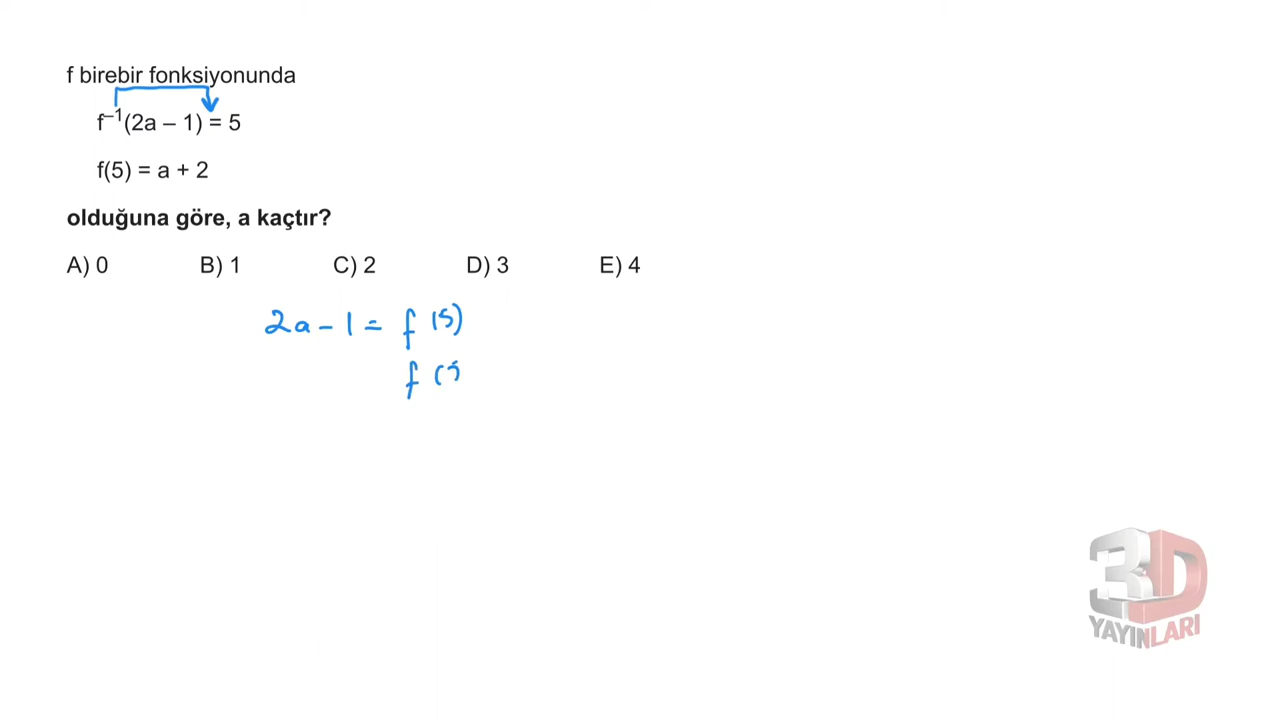 f birebir fonksiyonunda
f⁻¹(2a – 1) = 5
f(5) = a + 2
olduğuna göre, a kaçtır?
A) 0 B) 1 C) 2 D) 3 E) 4
2a – 1 = f (5)
f (
3D
YAYINLARI